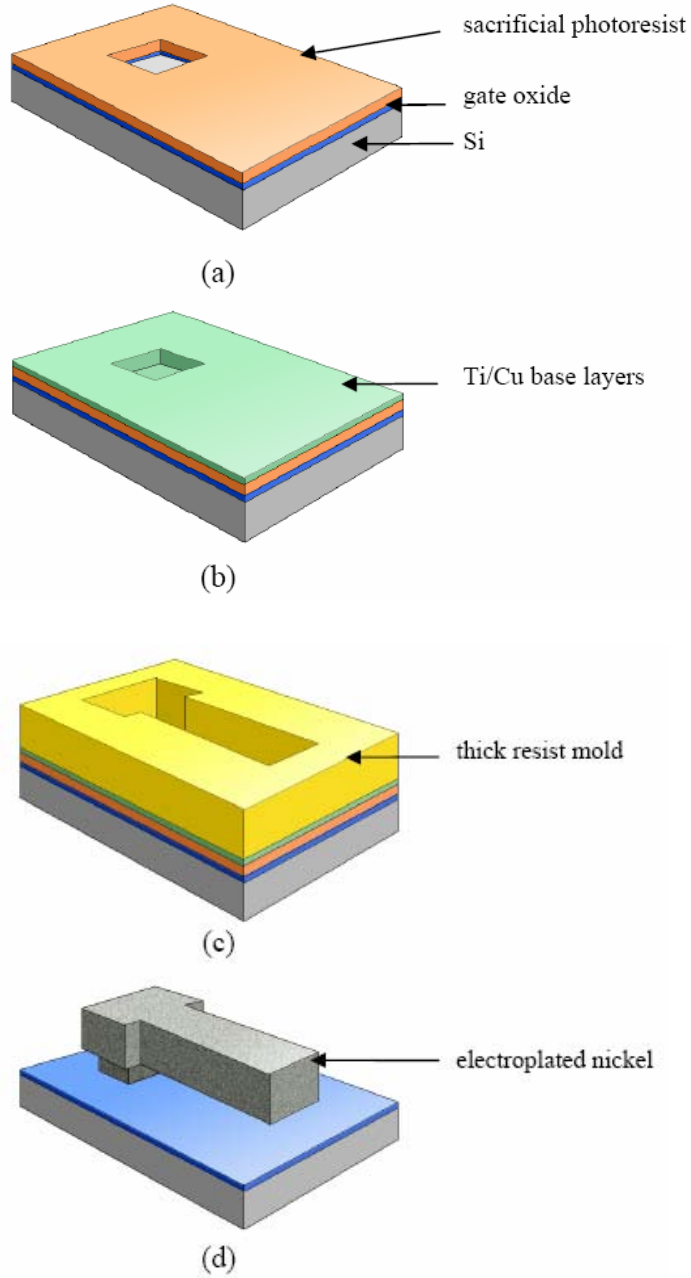 sacrificial photoresist
gate oxide
Si
(a)
Ti/Cu base layers
(b)
thick resist mold
(c)
electroplated nickel
(d)